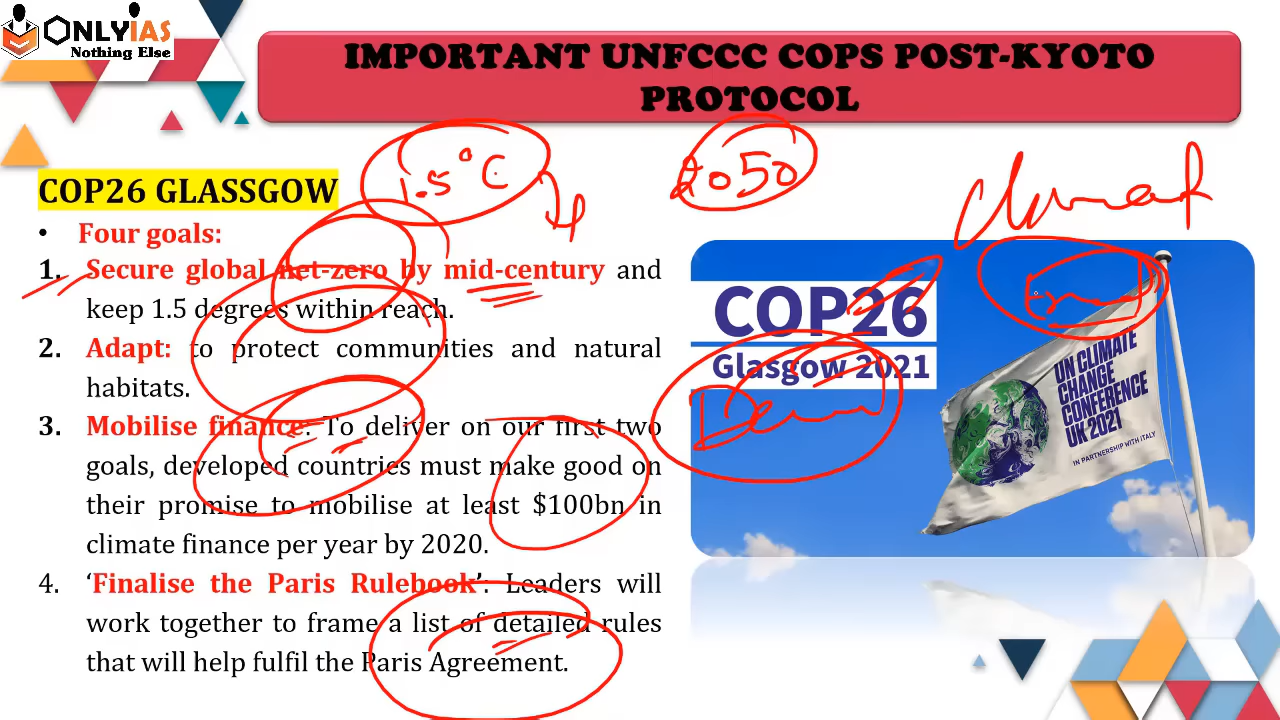 ONLYIAS
Nothing Else
IMPORTANT UNFCCC COPS POST-KYOTO
PROTOCOL
1.5°C
2050
COP26 GLASSGOW
• Four goals:
1. Secure global net-zero by mid-century and
keep 1.5 degrees within reach.
2. Adapt: to protect communities and natural
habitats.
3. Mobilise finance: To deliver on our first two
goals, developed countries must make good on
their promise to mobilise at least $100bn in
climate finance per year by 2020.
4. ‘Finalise the Paris Rulebook’: Leaders will
work together to frame a list of detailed rules
that will help fulfil the Paris Agreement.
COP26
Glasgow 2021
UN CLIMATE
CHANGE
CONFERENCE
UK 2021
IN PARTNERSHIP WITH ITALY